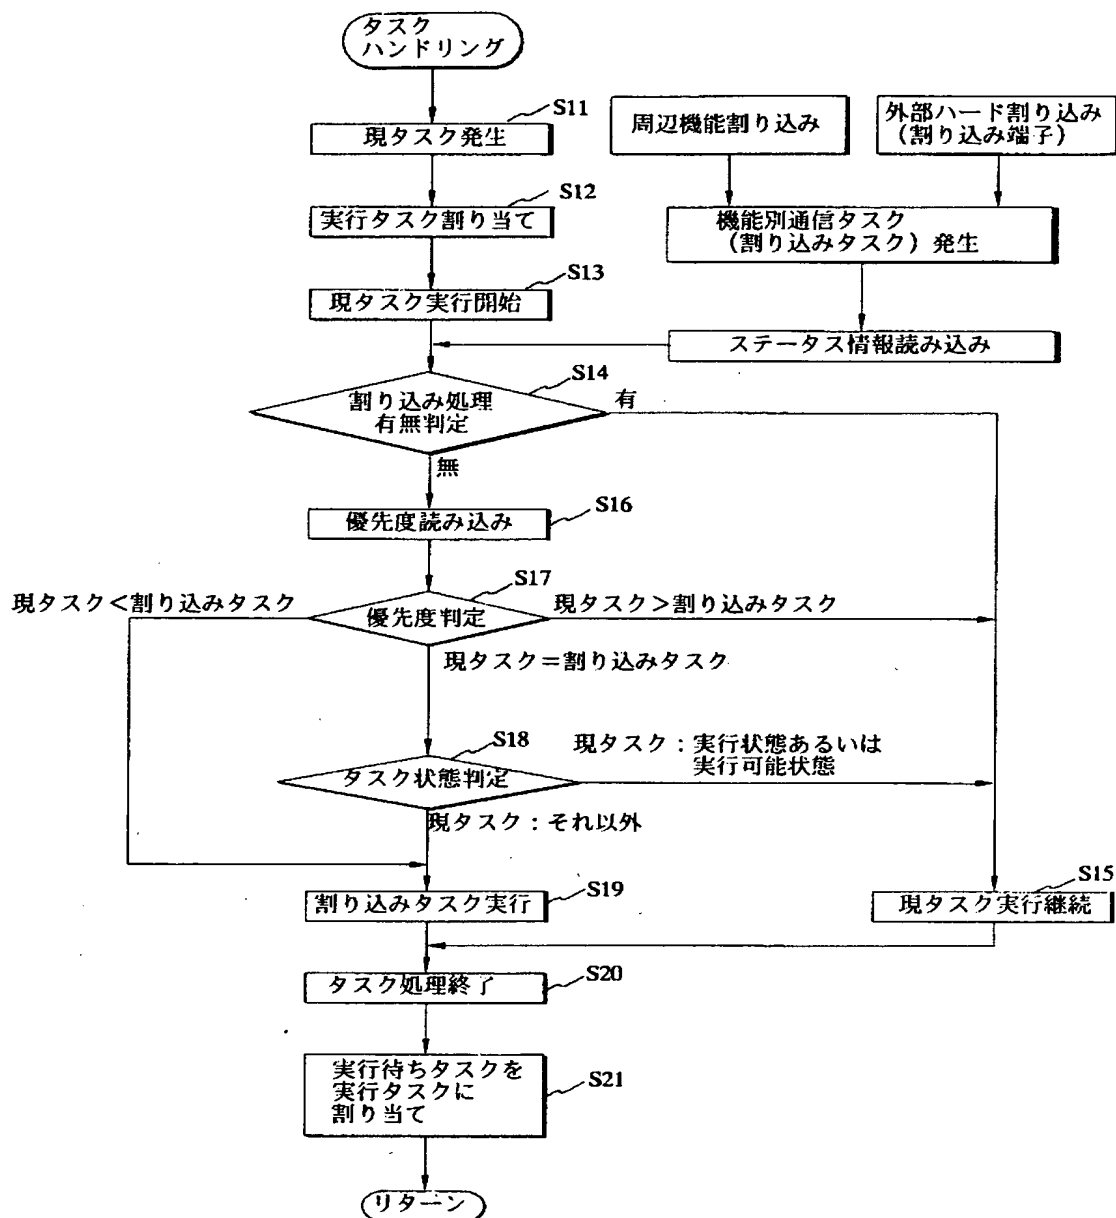 タスク
ハンドリング
S11
現タスク発生
周辺機能割り込み
外部ハード割り込み
(割り込み端子)
S12
実行タスク割り当て
機能別通信タスク
(割り込みタスク)発生
S13
現タスク実行開始
ステータス情報読み込み
S14
割り込み処理
有無判定
有
無
S16
優先度読み込み
S17
現タスク<割り込みタスク
優先度判定
現タスク>割り込みタスク
現タスク=割り込みタスク
S18
タスク状態判定
現タスク:実行状態あるいは
実行可能状態
現タスク:それ以外
S19
割り込みタスク実行
S15
現タスク実行継続
S20
タスク処理終了
S21
実行待ちタスクを
実行タスクに
割り当て
リターン